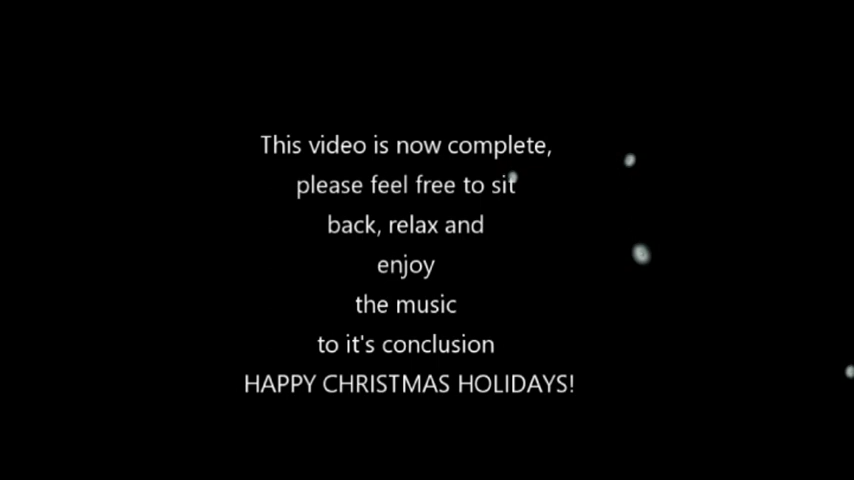 This video is now complete,
please feel free to sit
back, relax and
enjoy
the music
to it's conclusion
HAPPY CHRISTMAS HOLIDAYS!